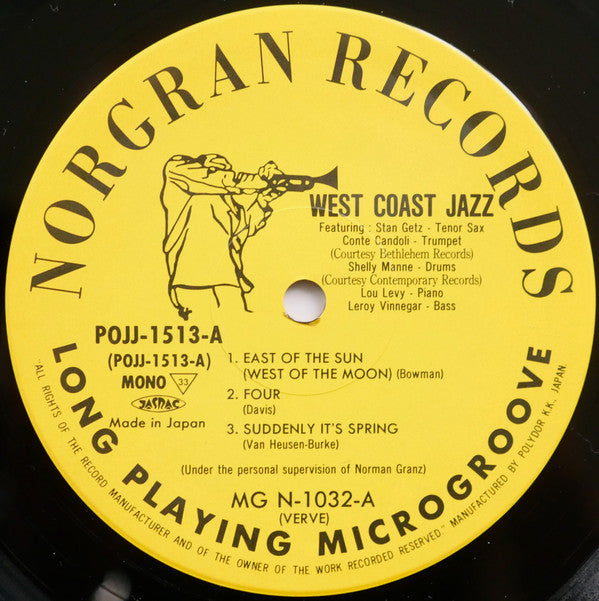 NORGRAN RECORDS
WEST COAST JAZZ
Featuring : Stan Getz - Tenor Sax
Conte Candoli - Trumpet
(Courtesy Bethlehem Records)
Shelly Manne - Drums
(Courtesy Contemporary Records)
Lou Levy - Piano
Leroy Vinnegar - Bass
POJJ-1513-A
(POJJ-1513-A)
MONO 33
JASRAC
Made in Japan
1. EAST OF THE SUN
(WEST OF THE MOON) (Bowman)
2. FOUR
(Davis)
3. SUDDENLY IT'S SPRING
(Van Heusen-Burke)
(Under the personal supervision of Norman Granz)
MG N-1032-A
(VERVE)
LONG PLAYING MICROGROOVE
"ALL RIGHTS OF THE RECORD MANUFACTURER AND OF THE OWNER OF THE WORK RECORDED RESERVED." MANUFACTURED BY POLYDOR K.K. JAPAN.